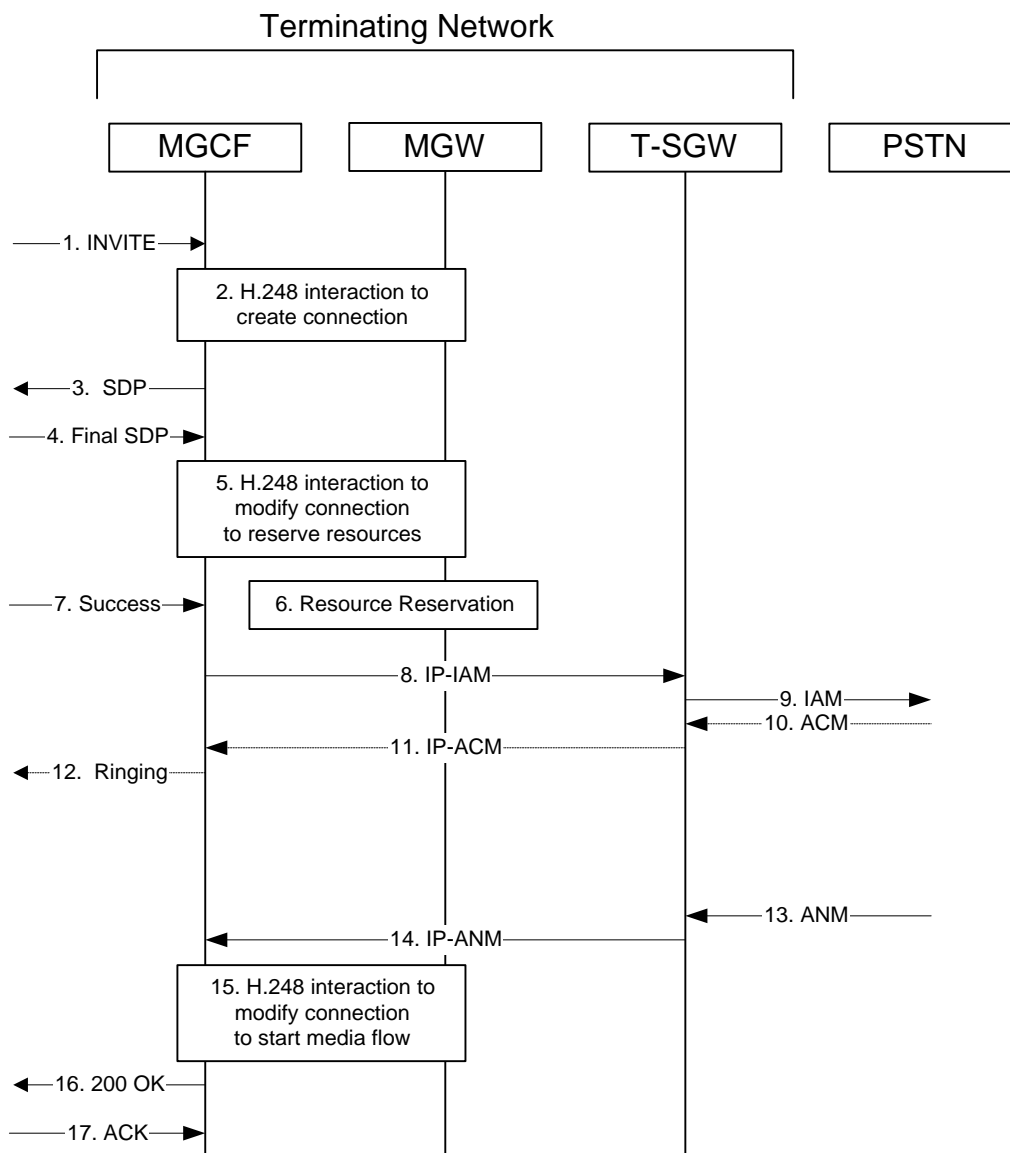 Terminating Network
MGCF
MGW
T-SGW
PSTN
1. INVITE
2. H.248 interaction to
create connection
3. SDP
4. Final SDP
5. H.248 interaction to
modify connection
to reserve resources
7. Success
6. Resource Reservation
8. IP-IAM
9. IAM
10. ACM
11. IP-ACM
12. Ringing
13. ANM
14. IP-ANM
15. H.248 interaction to
modify connection
to start media flow
16. 200 OK
17. ACK